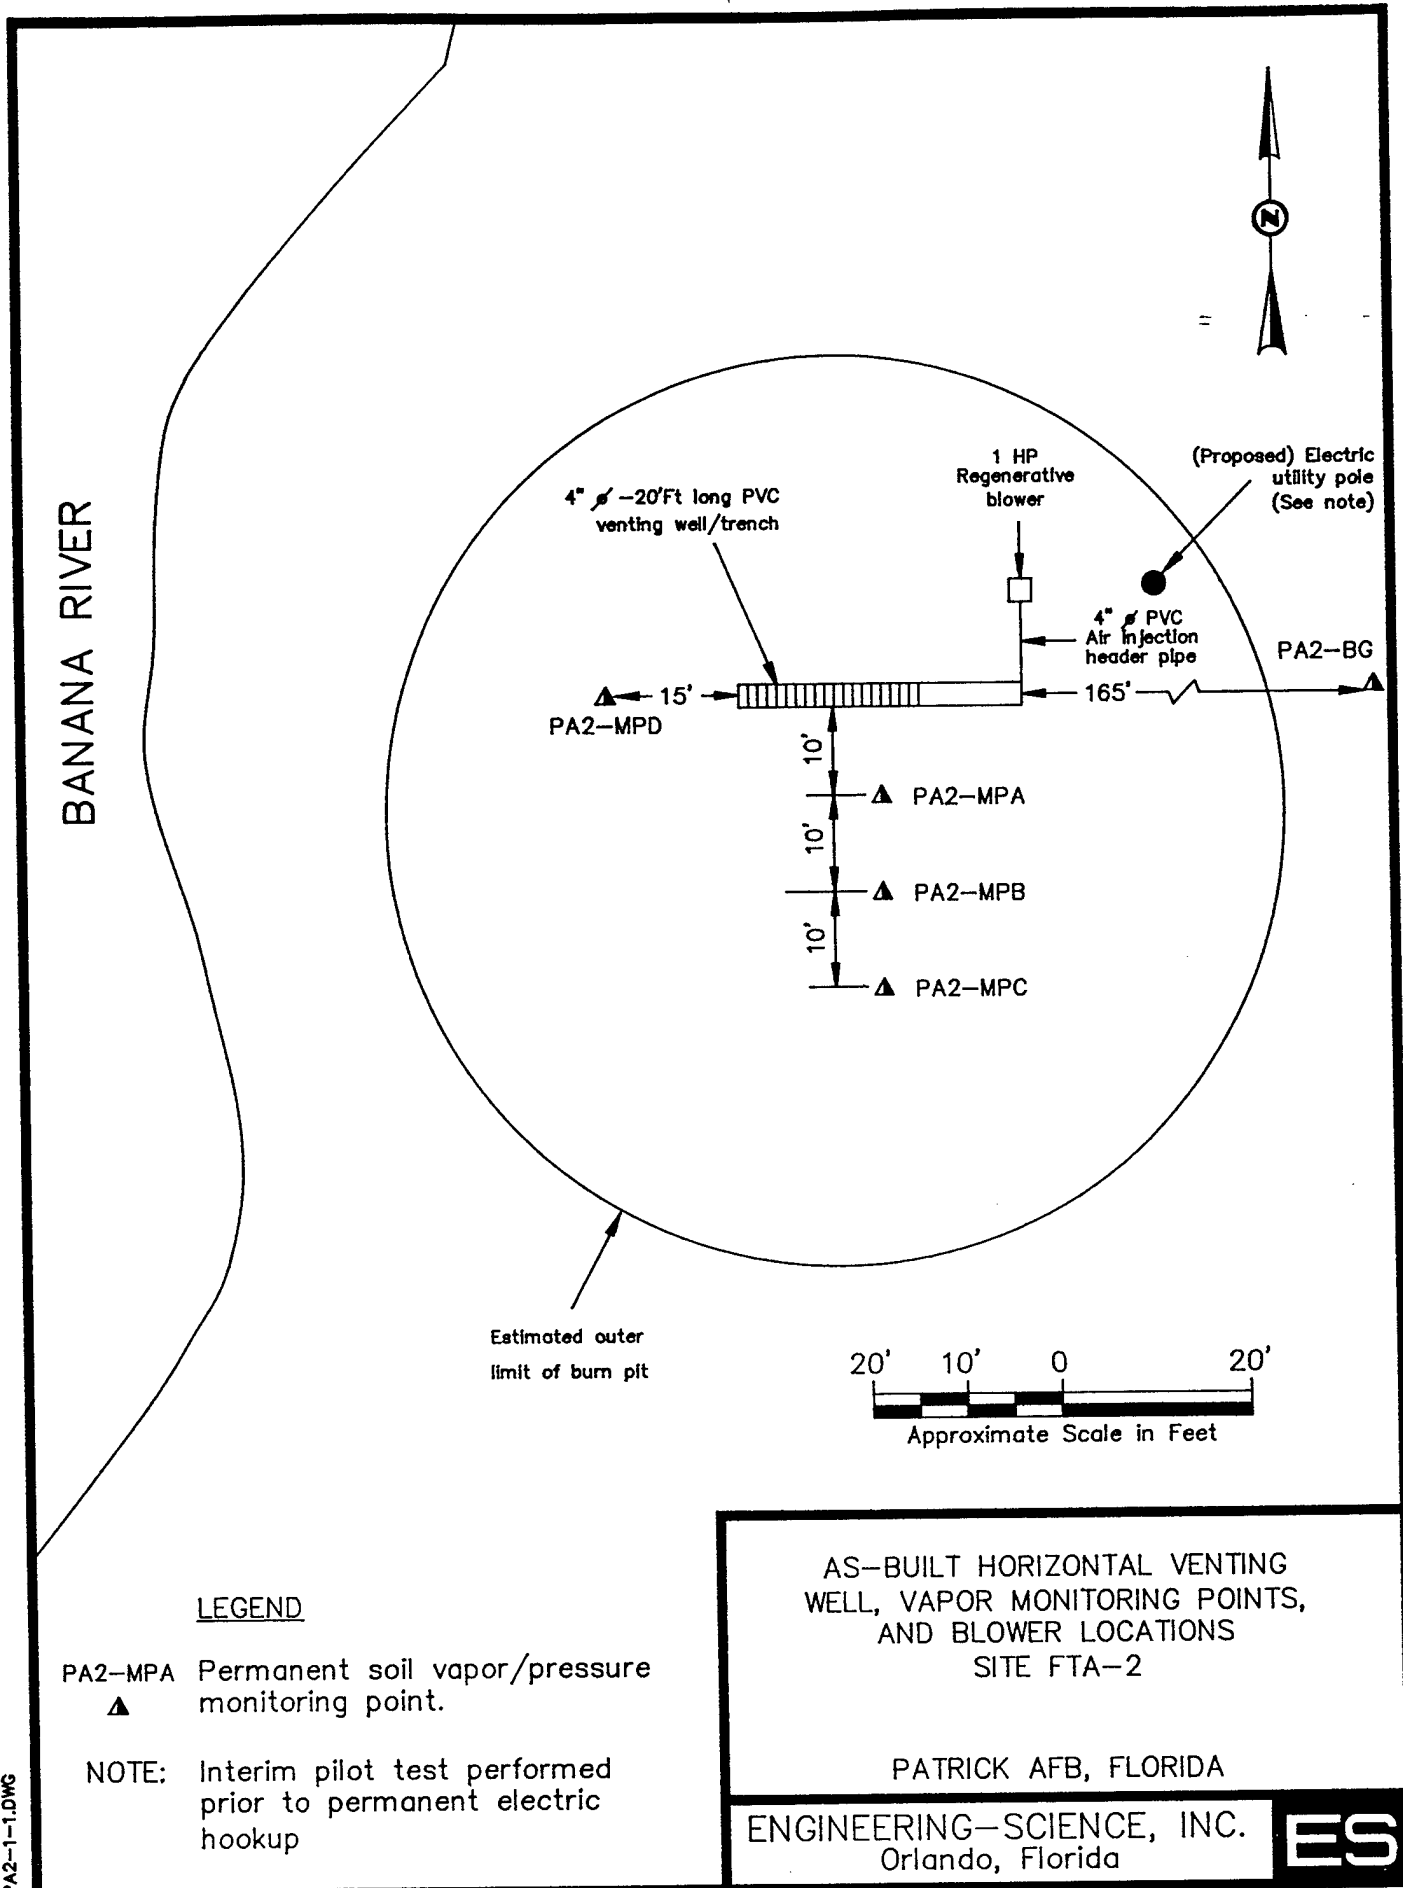 N
BANANA RIVER
4" ø -20'Ft long PVC
venting well/trench
1 HP
Regenerative
blower
(Proposed) Electric
utility pole
(See note)
4" ø PVC
Air Injection
header pipe
PA2-BG
15'
165'
PA2-MPD
10'
PA2-MPA
10'
PA2-MPB
10'
PA2-MPC
Estimated outer
limit of burn pit
20' 10' 0 20'
Approximate Scale in Feet
LEGEND
PA2-MPA Permanent soil vapor/pressure
monitoring point.
NOTE: Interim pilot test performed
prior to permanent electric
hookup
AS-BUILT HORIZONTAL VENTING
WELL, VAPOR MONITORING POINTS,
AND BLOWER LOCATIONS
SITE FTA-2
PATRICK AFB, FLORIDA
ENGINEERING-SCIENCE, INC.
Orlando, Florida
ES
PA2-1-1.DWG